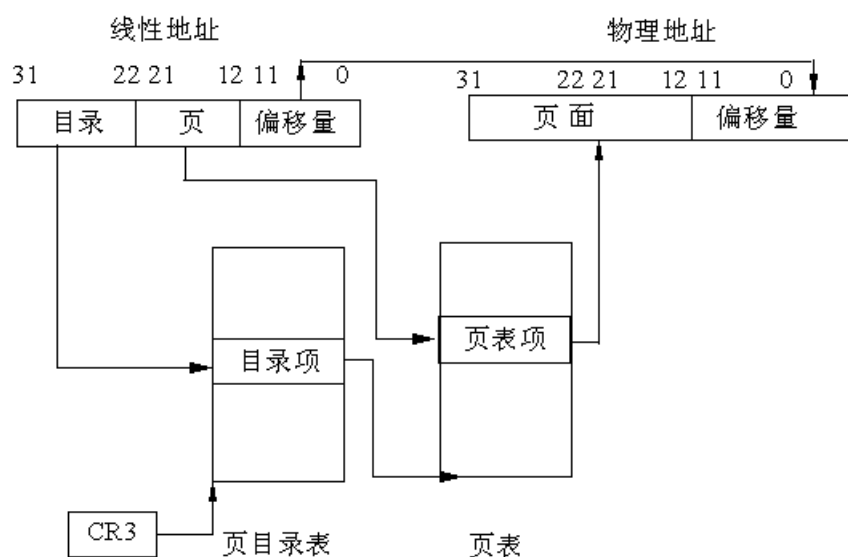 线性地址 物理地址
31 22 21 12 11 0 31 22 21 12 11 0
目录 页 偏移量 页面 偏移量
目录项 页表项
CR3 页目录表 页表